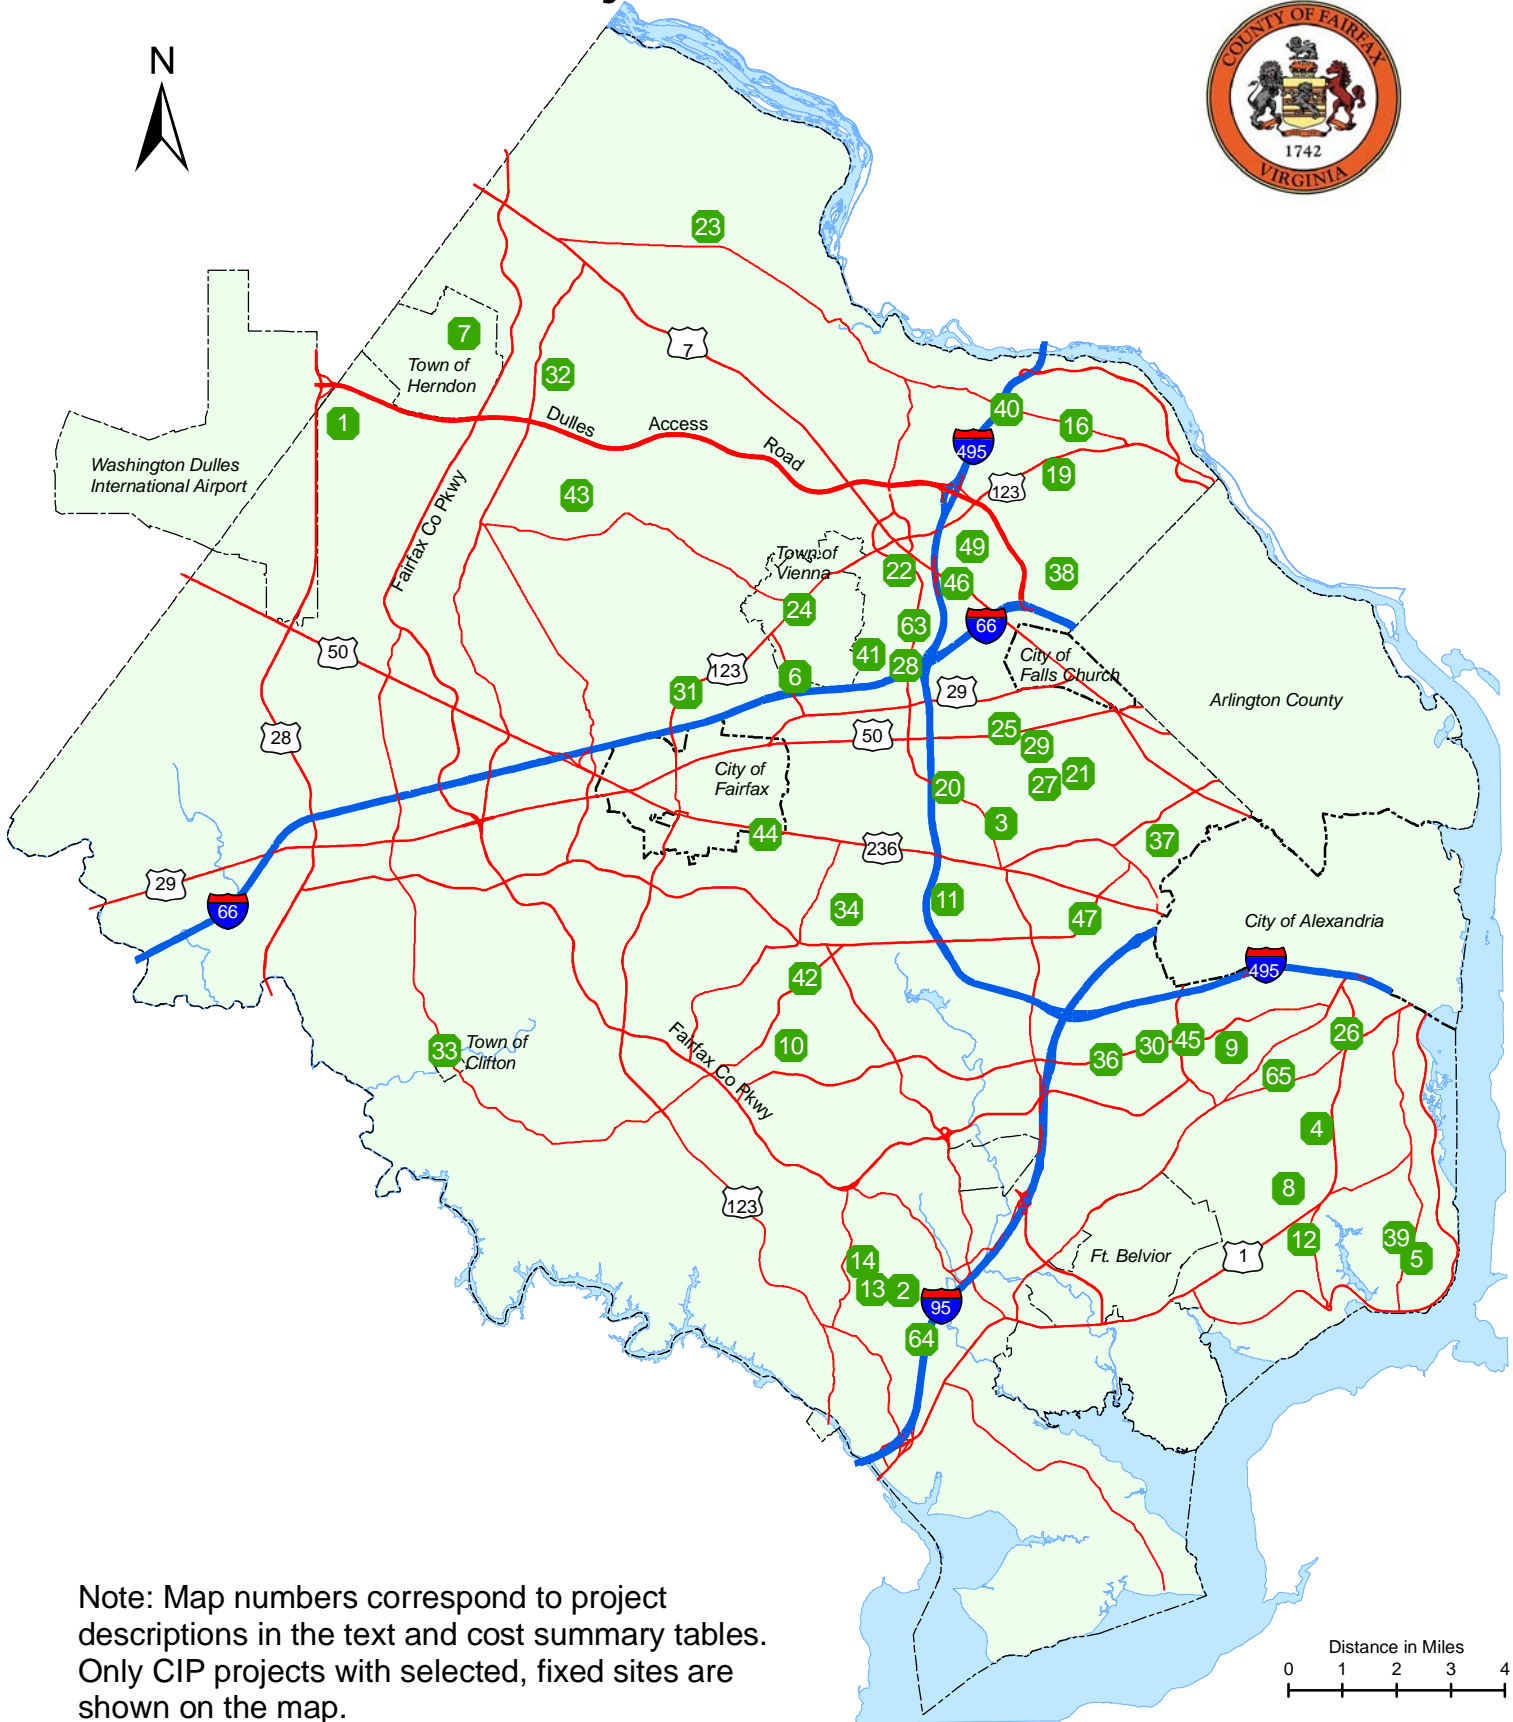 N
COUNTY OF FAIRFAX
1742
VIRGINIA
23
7
7
Town of
Herndon
32
1
Dulles Access Road
40
16
495
Washington Dulles
International Airport
123
19
43
Fairfax Co Pkwy
49
Town of
Vienna
22
46
38
24
63
66
50
41
28
City of
Falls Church
123
6
31
29
Arlington County
28
50
25
29
City of
Fairfax
20
27
21
3
44
236
37
29
66
34
11
47
City of Alexandria
495
42
33
Town of
Clifton
10
Fairfax Co Pkwy
36
30
45
9
26
65
4
8
123
14
13
2
Ft. Belvior
1
12
39
5
95
64
Note: Map numbers correspond to project
descriptions in the text and cost summary tables.
Only CIP projects with selected, fixed sites are
shown on the map.
Distance in Miles
0 1 2 3 4